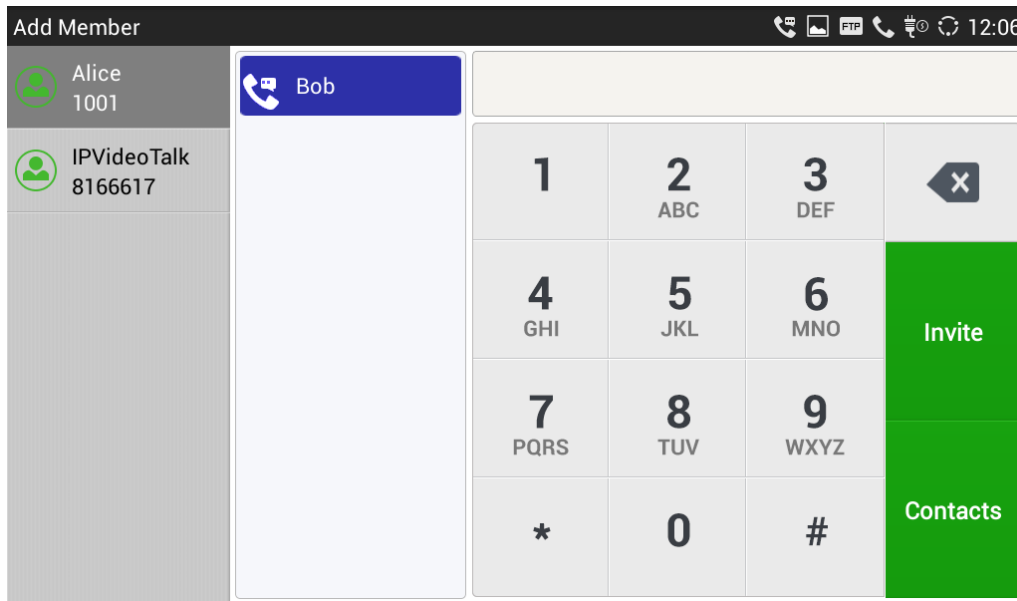 Add Member
FTP
12:06
Alice
1001
IPVideoTalk
8166617
Bob
1
2
ABC
3
DEF
4
GHI
5
JKL
6
MNO
Invite
7
PQRS
8
TUV
9
WXYZ
Contacts
*
0
#